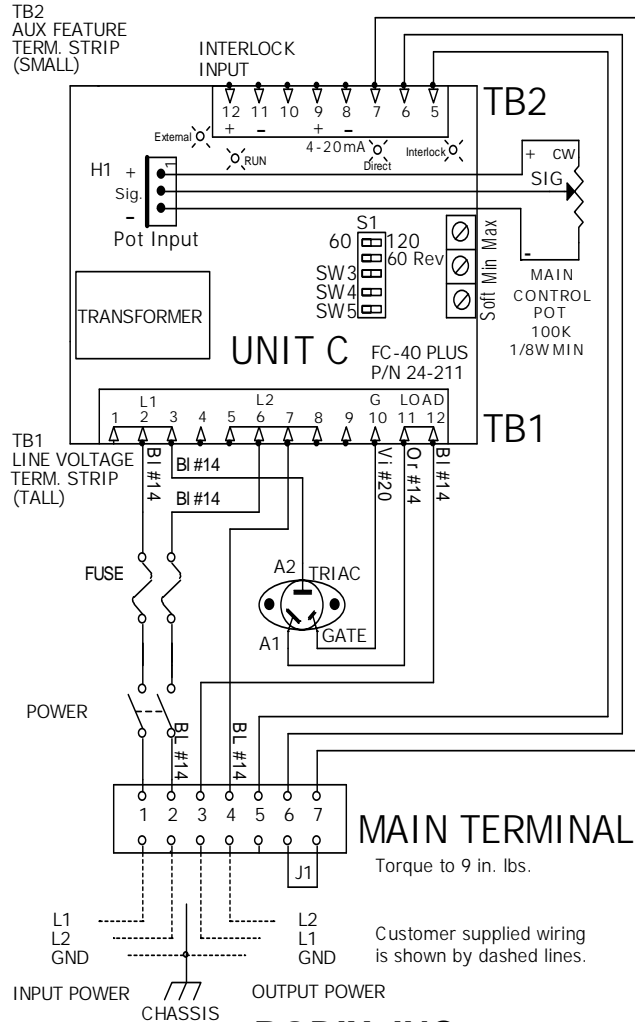 TB2
AUX FEATURE
TERM. STRIP
(SMALL)
INTERLOCK
INPUT
TB2
12 11 10 9 8 7 6 5
+ - + -
4-20mA
External
RUN
Direct
Interlock
H1 +
Sig.
-
1
Pot Input
+ CW
SIG
-
MAIN
CONTROL
POT
100K
1/8W MIN
S1
60 120
60 Rev
SW3
SW4
SW5
Soft Min Max
TRANSFORMER
UNIT C
FC-40 PLUS
P/N 24-211
L1 L2 G LOAD
1 2 3 4 5 6 7 8 9 10 11 12
TB1
TB1
LINE VOLTAGE
TERM. STRIP
(TALL)
Bl #14
Bl #14
Bl #14
Vi #20
Or #14
Bl #14
FUSE
A2 TRIAC
A1 GATE
POWER
BL #14
BL #14
1 2 3 4 5 6 7
J1
MAIN TERMINAL
Torque to 9 in. lbs.
L1 L2
L2 L1
GND GND
Customer supplied wiring
is shown by dashed lines.
INPUT POWER
CHASSIS
OUTPUT POWER